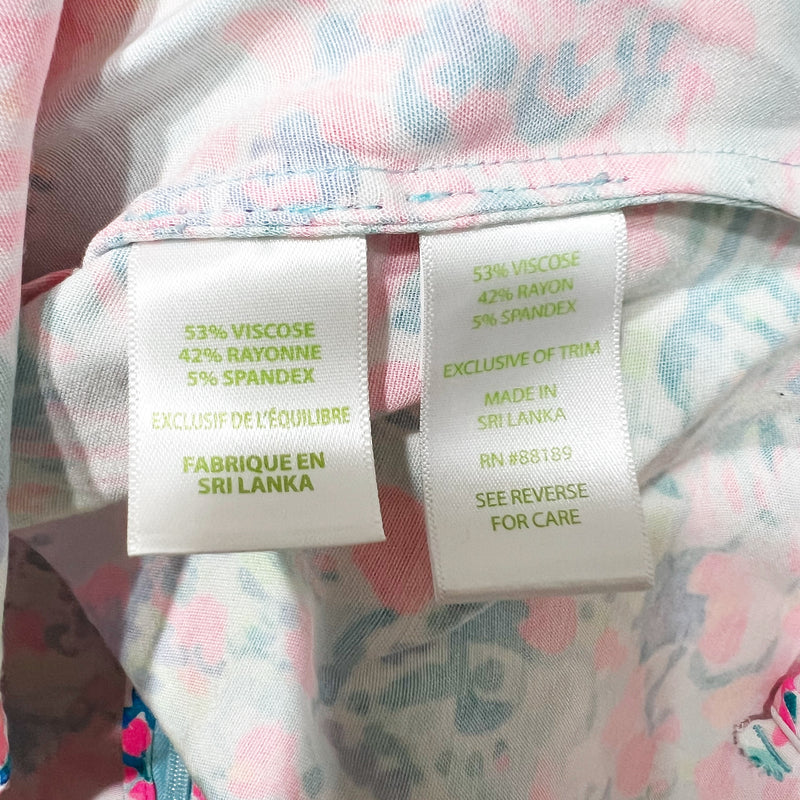 53% VISCOSE
42% RAYONNE
5% SPANDEX
EXCLUSIF DE L'ÉQUILIBRE
FABRIQUE EN
SRI LANKA
53% VISCOSE
42% RAYON
5% SPANDEX
EXCLUSIVE OF TRIM
MADE IN
SRI LANKA
RN #88189
SEE REVERSE
FOR CARE